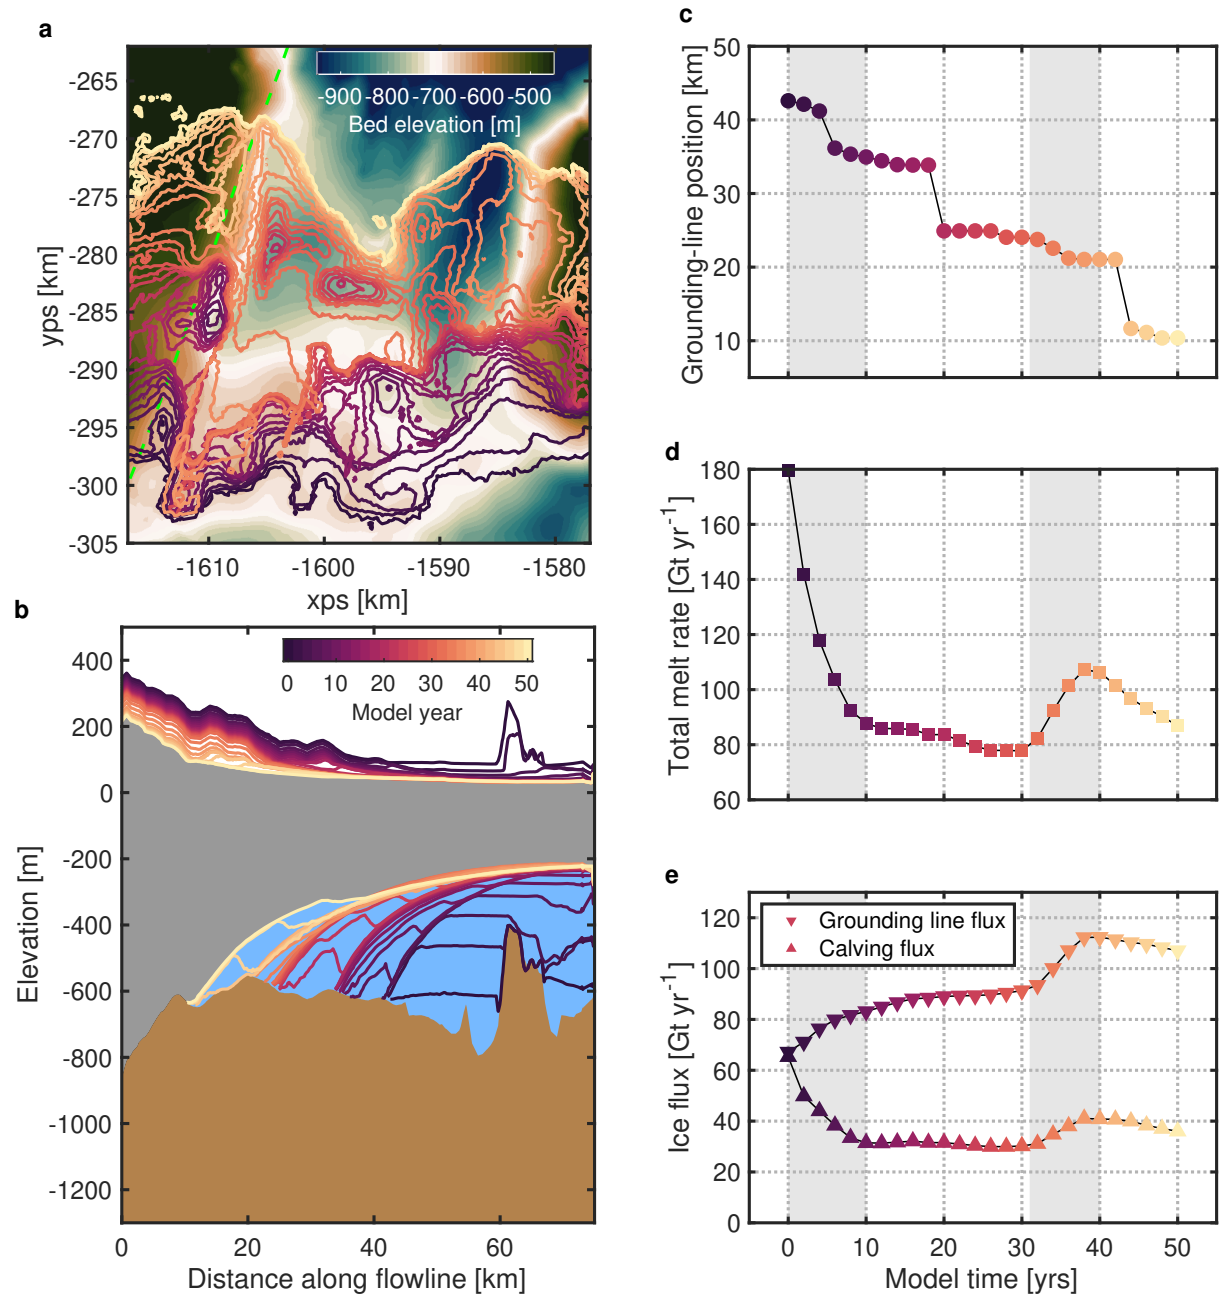 a
-265
-270
-275
-280
-285
-290
-295
-300
-305
yps [km]
-900 -800 -700 -600 -500
Bed elevation [m]
-1610 -1600 -1590 -1580
xps [km]
b
400
200
0
-200
-400
-600
-800
-1000
-1200
Elevation [m]
0 10 20 30 40 50
Model year
0 20 40 60
Distance along flowline [km]
c
50
40
30
20
10
Grounding-line position [km]
d
180
160
140
120
100
80
60
Total melt rate [Gt yr⁻¹]
e
120
100
80
60
40
20
0
Ice flux [Gt yr⁻¹]
Grounding line flux
Calving flux
0 10 20 30 40 50
Model time [yrs]